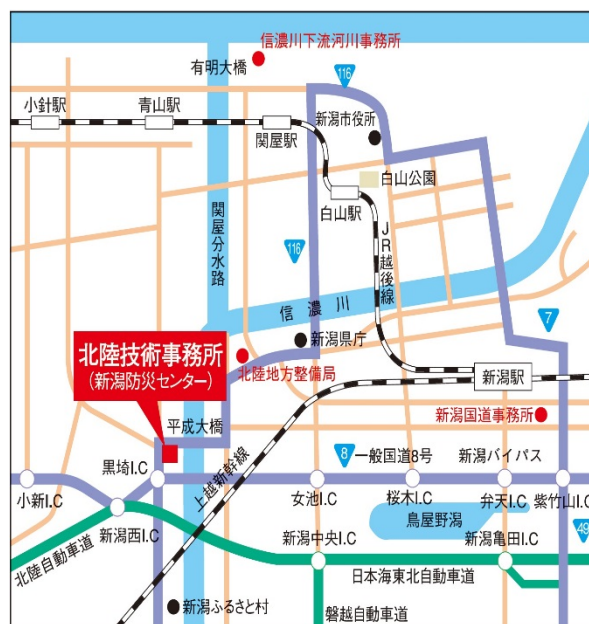 信濃川下流河川事務所
有明大橋
116
小針駅
青山駅
関屋駅
新潟市役所
白山公園
白山駅
関屋分水路
116
JR越後線
信濃川
7
北陸技術事務所
(新潟防災センター)
新潟県庁
北陸地方整備局
新潟駅
新潟国道事務所
平成大橋
上越新幹線
8
一般国道8号
新潟バイパス
黒埼I.C
小新I.C
女池I.C
桜木I.C
弁天I.C
紫竹山I.C
鳥屋野潟
新潟西I.C
新潟中央I.C
新潟亀田I.C
49
北陸自動車道
日本海東北自動車道
新潟ふるさと村
磐越自動車道